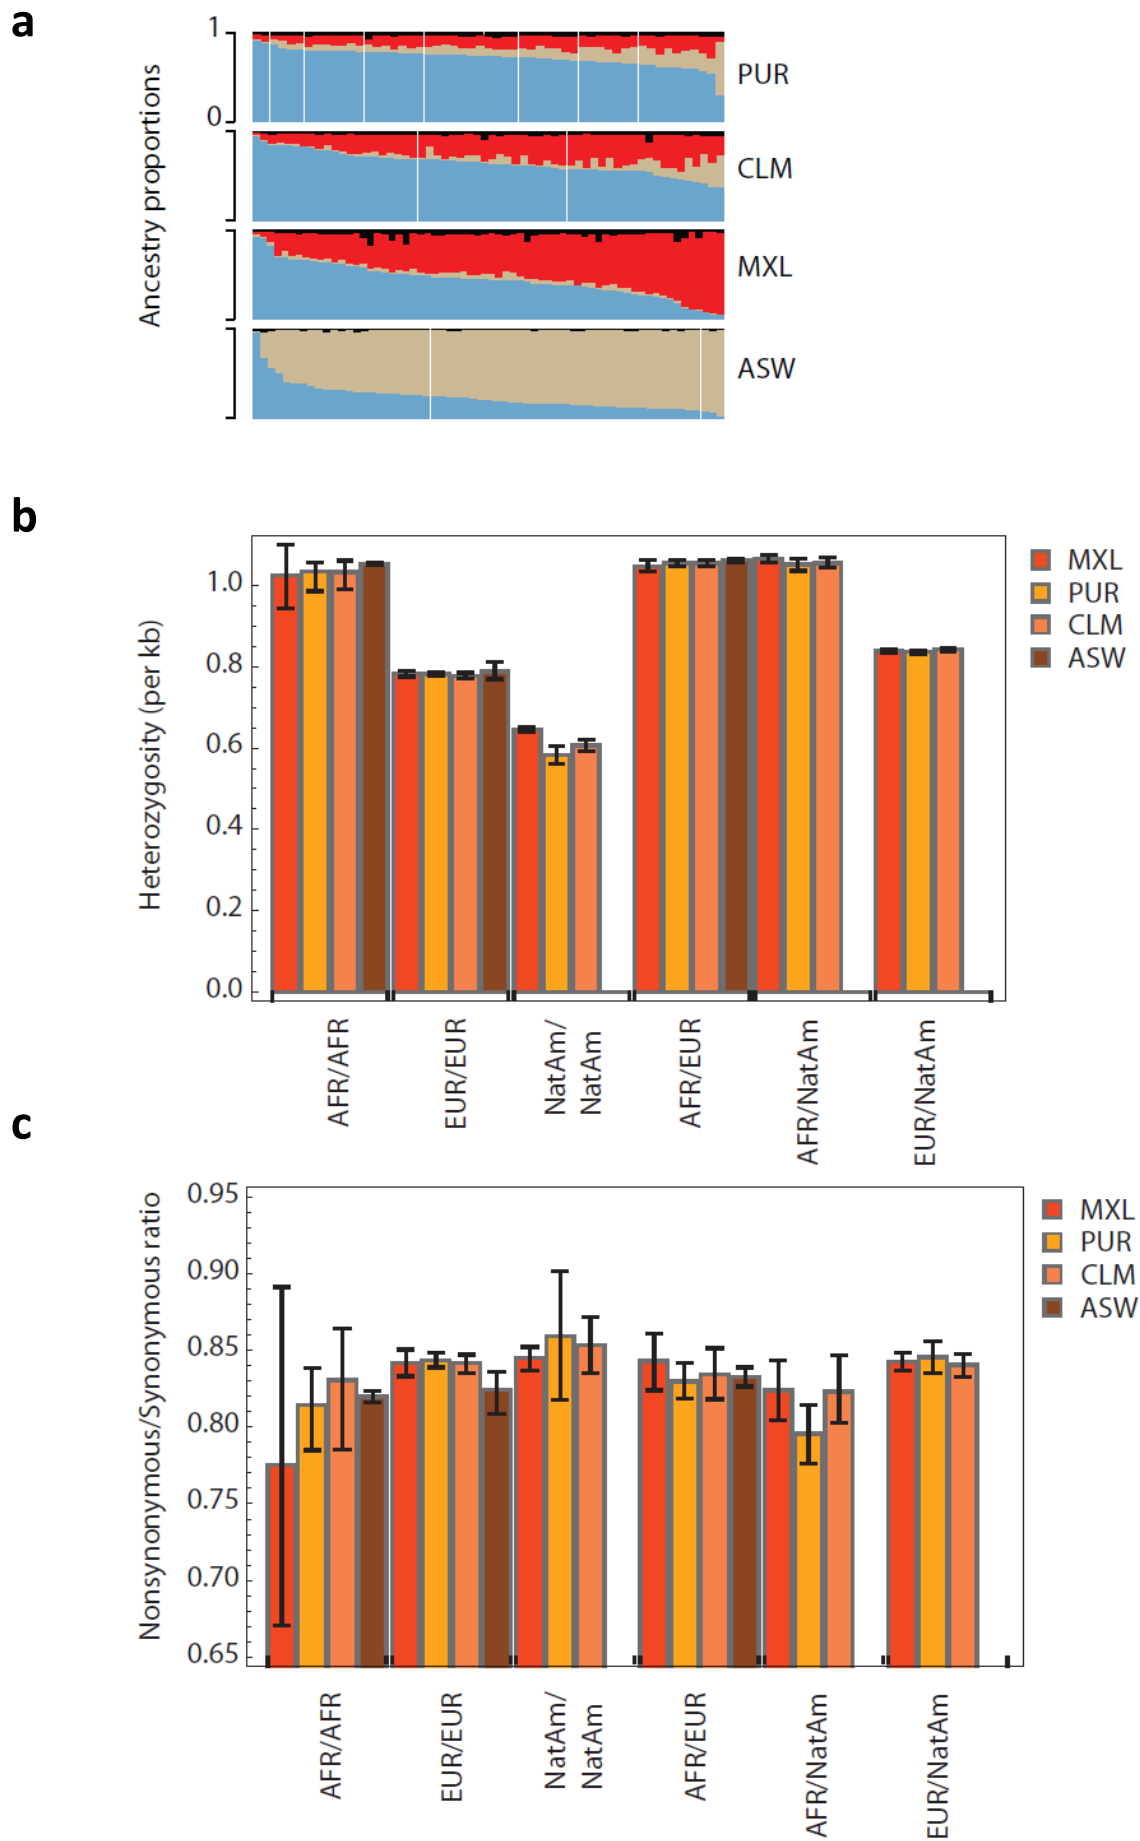 a
1
0
Ancestry proportions
PUR
CLM
MXL
ASW
b
Heterozygosity (per kb)
1.0
0.8
0.6
0.4
0.2
0.0
MXL
PUR
CLM
ASW
AFR/AFR
EUR/EUR
NatAm/
NatAm
AFR/EUR
AFR/NatAm
EUR/NatAm
c
Nonsynonymous/Synonymous ratio
0.95
0.90
0.85
0.80
0.75
0.70
0.65
MXL
PUR
CLM
ASW
AFR/AFR
EUR/EUR
NatAm/
NatAm
AFR/EUR
AFR/NatAm
EUR/NatAm